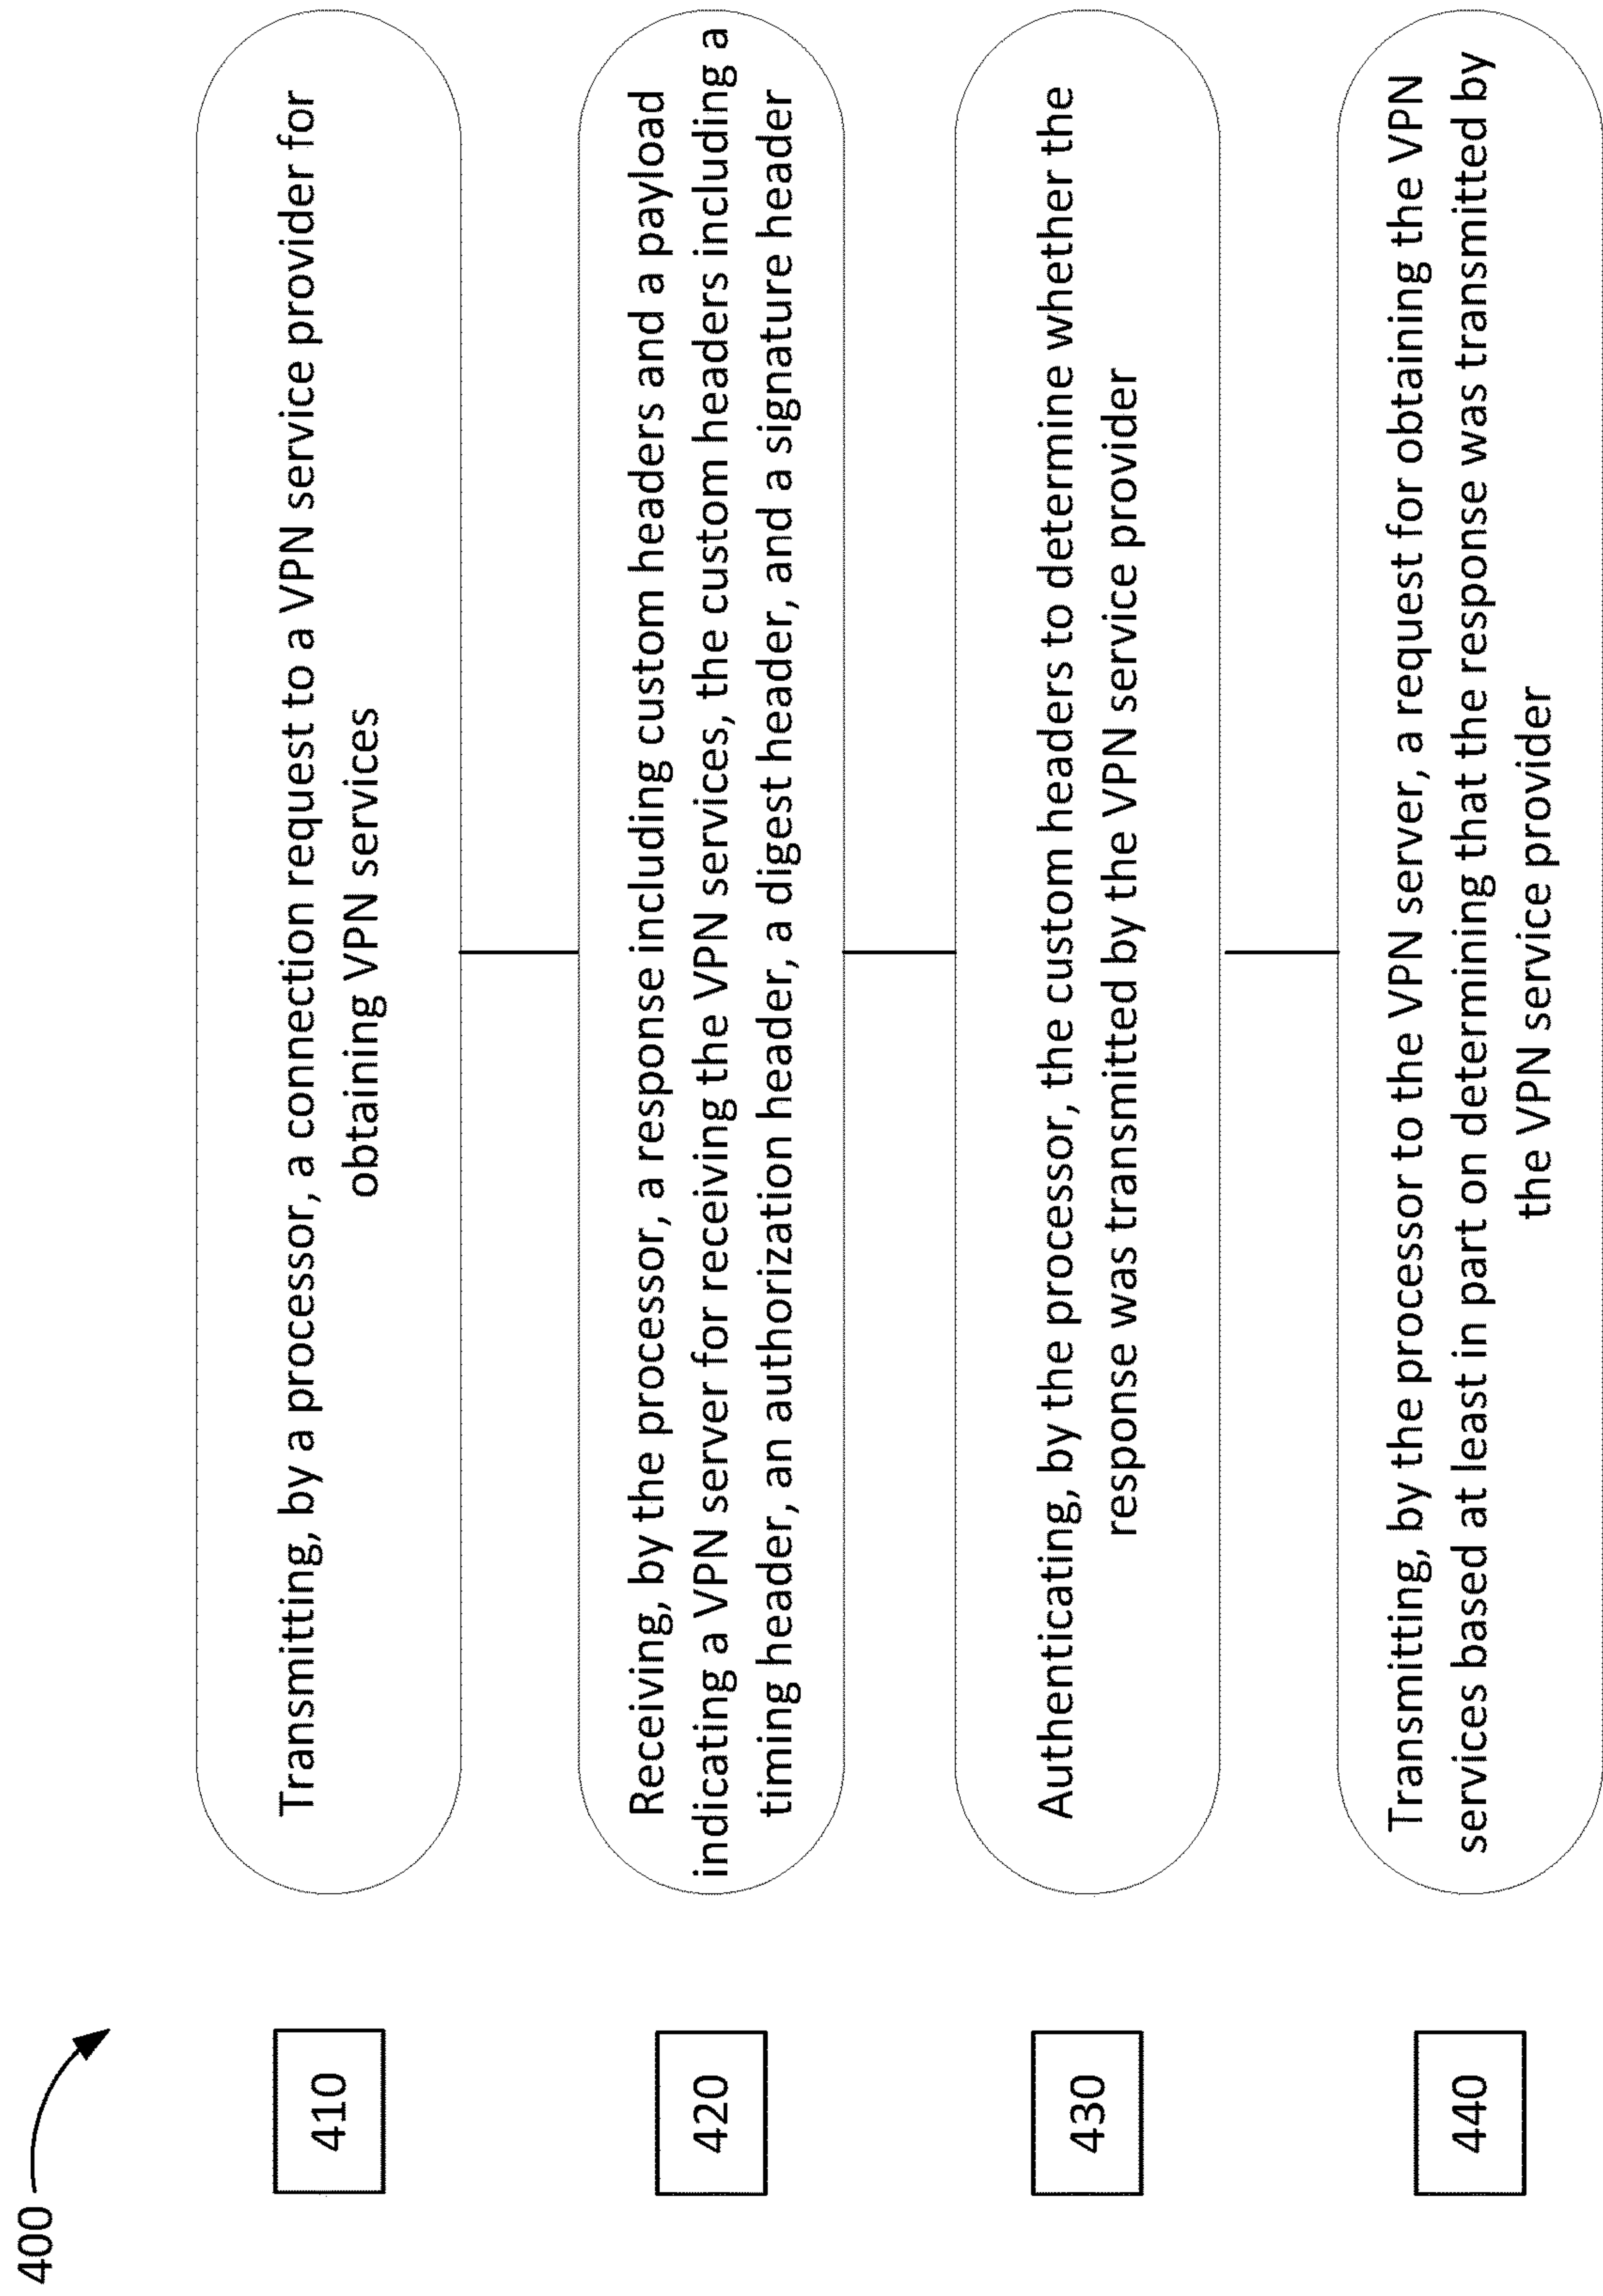 400
410
Transmitting, by a processor, a connection request to a VPN service provider for
obtaining VPN services
420
Receiving, by the processor, a response including custom headers and a payload
indicating a VPN server for receiving the VPN services, the custom headers including a
timing header, an authorization header, a digest header, and a signature header
430
Authenticating, by the processor, the custom headers to determine whether the
response was transmitted by the VPN service provider
440
Transmitting, by the processor to the VPN server, a request for obtaining the VPN
services based at least in part on determining that the response was transmitted by
the VPN service provider